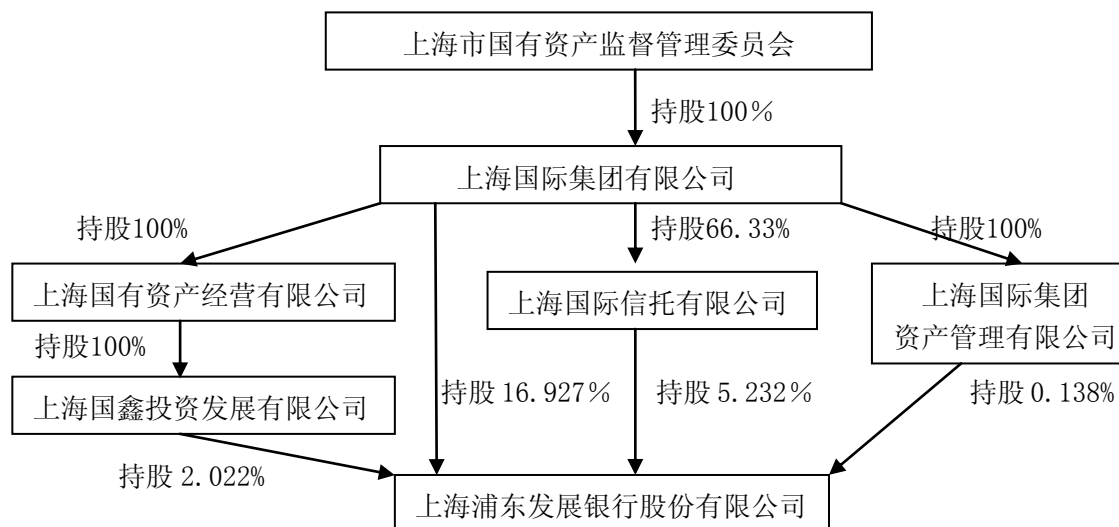 上海市国有资产监督管理委员会
持股100%
上海国际集团有限公司
持股100%
持股66.33%
持股100%
上海国有资产经营有限公司
上海国际信托有限公司
上海国际集团
资产管理有限公司
持股100%
上海国鑫投资发展有限公司
持股 16.927%
持股 5.232%
持股 0.138%
持股 2.022%
上海浦东发展银行股份有限公司